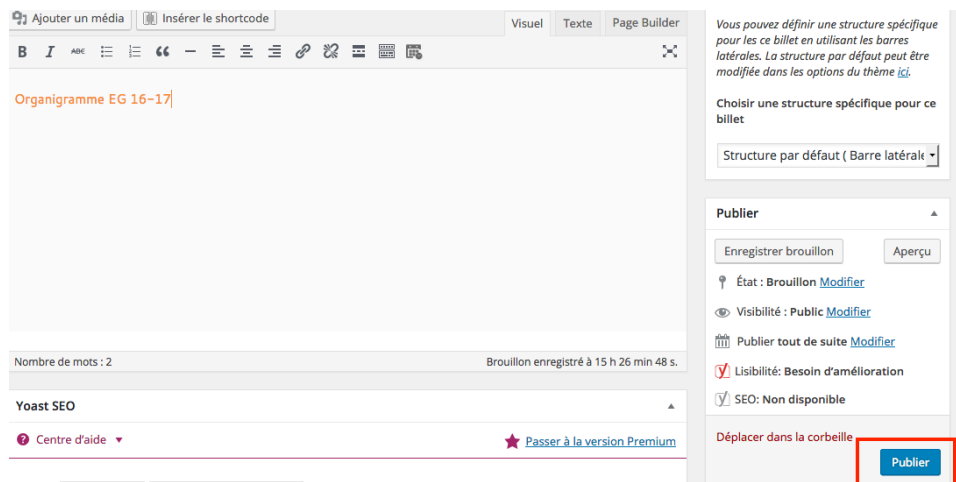 Ajouter un média
Insérer le shortcode
Visuel
Texte
Page Builder
B I ABE
Organigramme EG 16-17
Nombre de mots : 2
Brouillon enregistré à 15 h 26 min 48 s.
Yoast SEO
Centre d'aide
Passer à la version Premium
Vous pouvez définir une structure spécifique
pour les ce billet en utilisant les barres
latérales. La structure par défaut peut être
modifiée dans les options du thème ici.
Choisir une structure spécifique pour ce
billet
Structure par défaut ( Barre latérale
Publier
Enregistrer brouillon
Aperçu
État : Brouillon Modifier
Visibilité : Public Modifier
Publier tout de suite Modifier
Lisibilité: Besoin d'amélioration
SEO: Non disponible
Déplacer dans la corbeille
Publier